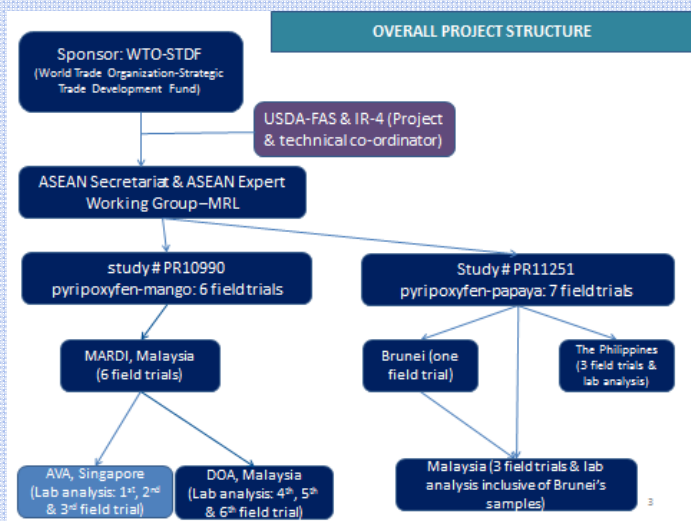 OVERALL PROJECT STRUCTURE
Sponsor: WTO-STDF
(World Trade Organization-Strategic
Trade Development Fund)
USDA-FAS & IR-4 (Project
& technical co-ordinator)
ASEAN Secretariat & ASEAN Expert
Working Group –MRL
study # PR10990
pyripoxyfen-mango: 6 field trials
Study # PR11251
pyripoxyfen-papaya: 7 field trials
MARDI, Malaysia
(6 field trials)
Brunei (one
field trial)
The Philippines
(3 field trials &
lab analysis)
AVA, Singapore
(Lab analysis: 1st, 2nd
& 3rd field trial)
DOA, Malaysia
(Lab analysis: 4th, 5th
& 6th field trial)
Malaysia (3 field trials & lab
analysis inclusive of Brunei's
samples)
3